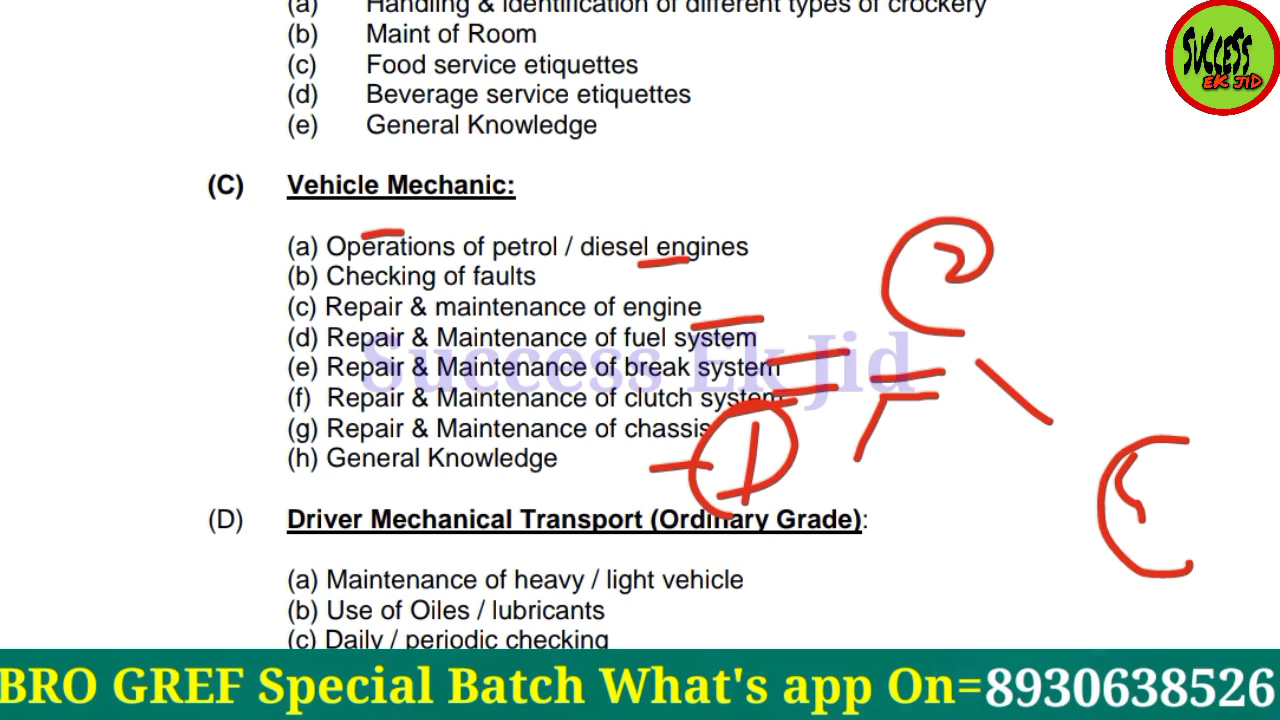 (a) Handling & Identification of different types of crockery
(b) Maint of Room
(c) Food service etiquettes
(d) Beverage service etiquettes
(e) General Knowledge
SUCCESS
EK JID
(C) Vehicle Mechanic:
(a) Operations of petrol / diesel engines
(b) Checking of faults
(c) Repair & maintenance of engine
(d) Repair & Maintenance of fuel system
(e) Repair & Maintenance of break system
(f) Repair & Maintenance of clutch system
(g) Repair & Maintenance of chassis
(h) General Knowledge
Success Ek Jid
2
1
(D) Driver Mechanical Transport (Ordinary Grade):
(a) Maintenance of heavy / light vehicle
(b) Use of Oiles / lubricants
(c) Daily / periodic checking
BRO GREF Special Batch What's app On=8930638526